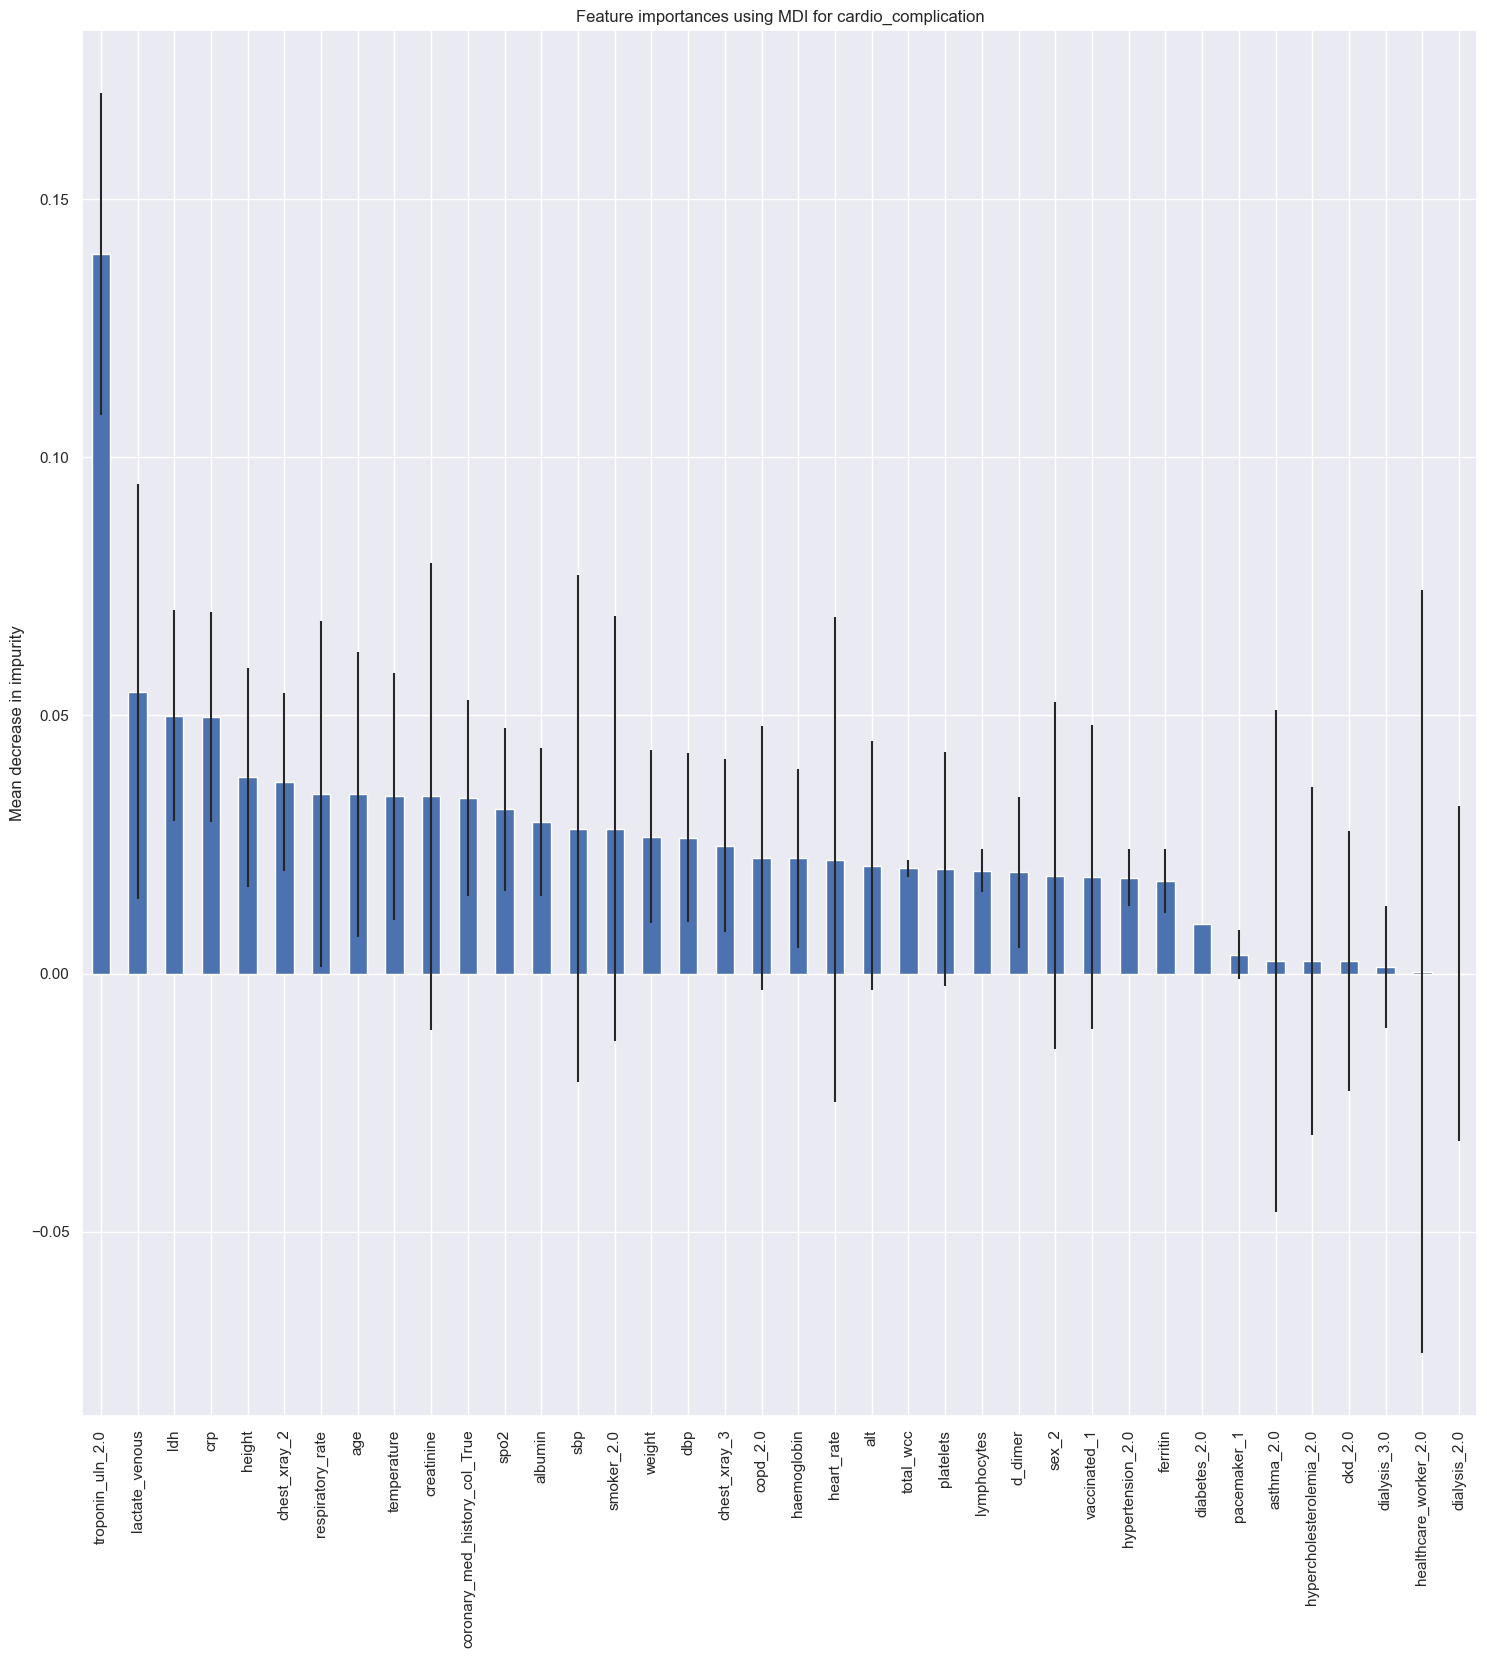 Feature importances using MDI for cardio_complication
Mean decrease in impurity
0.15
0.10
0.05
0.00
−0.05
troponin_uln_2.0
lactate_venous
ldh
crp
height
chest_xray_2
respiratory_rate
age
temperature
creatinine
coronary_med_history_col_True
spo2
albumin
sbp
smoker_2.0
weight
dbp
chest_xray_3
copd_2.0
haemoglobin
heart_rate
alt
total_wcc
platelets
lymphocytes
d_dimer
sex_2
vaccinated_1
hypertension_2.0
ferritin
diabetes_2.0
pacemaker_1
asthma_2.0
hypercholesterolemia_2.0
ckd_2.0
dialysis_3.0
healthcare_worker_2.0
dialysis_2.0